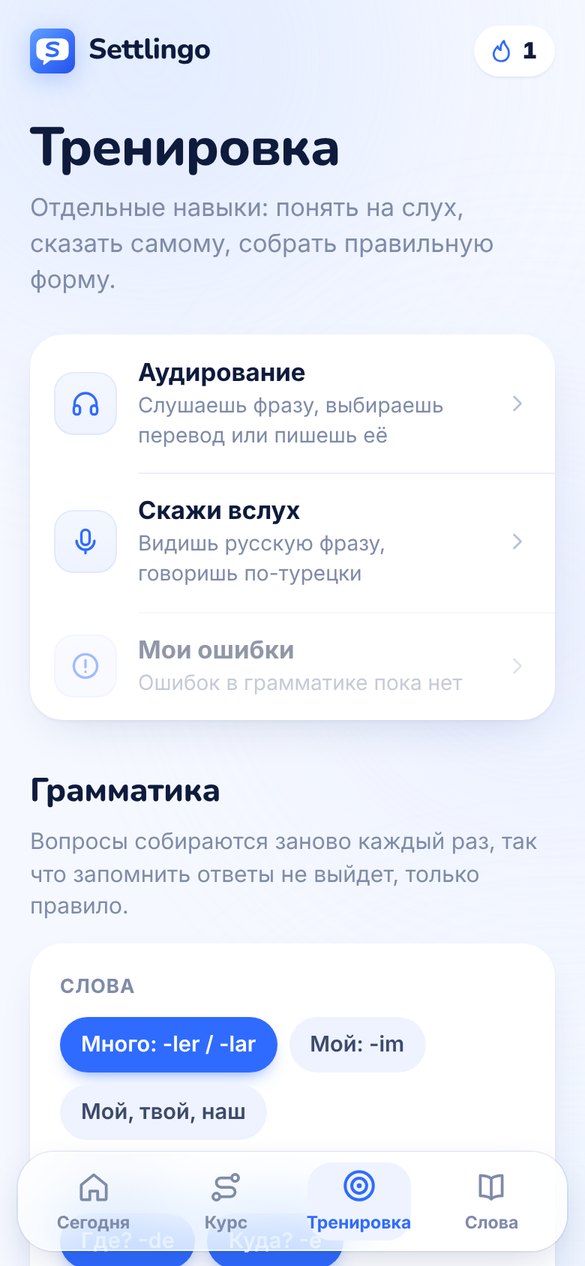 S
Settlingo
1
Тренировка
Отдельные навыки: понять на слух,
сказать самому, собрать правильную
форму.
Аудирование
Слушаешь фразу, выбираешь
перевод или пишешь её
Скажи вслух
Видишь русскую фразу,
говоришь по-турецки
Мои ошибки
Ошибок в грамматике пока нет
Грамматика
Вопросы собираются заново каждый раз, так
что запомнить ответы не выйдет, только
правило.
СЛОВА
Много: -ler / -lar
Мой: -im
Мой, твой, наш
Сегодня
Курс
Тренировка
Слова
Где? -de
Куда? -e